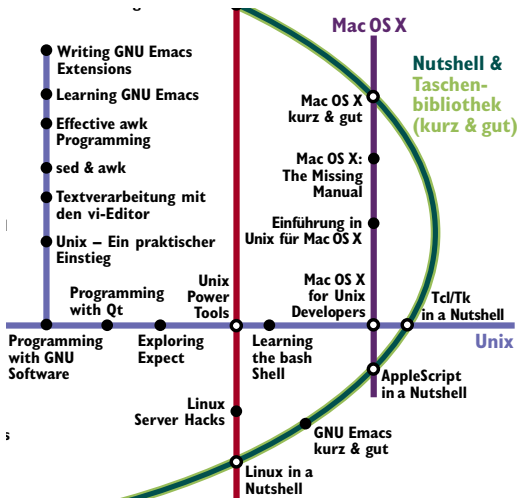 Mac OS X
Writing GNU Emacs
Extensions
Learning GNU Emacs
Effective awk
Programming
sed & awk
Textverarbeitung mit
den vi-Editor
Unix – Ein praktischer
Einstieg
Nutshell &
Taschen-
bibliothek
(kurz & gut)
Mac OS X
kurz & gut
Mac OS X:
The Missing
Manual
Einführung in
Unix für Mac OS X
Programming
with Qt
Unix
Power
Tools
Mac OS X
for Unix
Developers
Tcl/Tk
in a Nutshell
Unix
Programming
with GNU
Software
Exploring
Expect
Learning
the bash
Shell
AppleScript
in a Nutshell
Linux
Server Hacks
GNU Emacs
kurz & gut
Linux in a
Nutshell